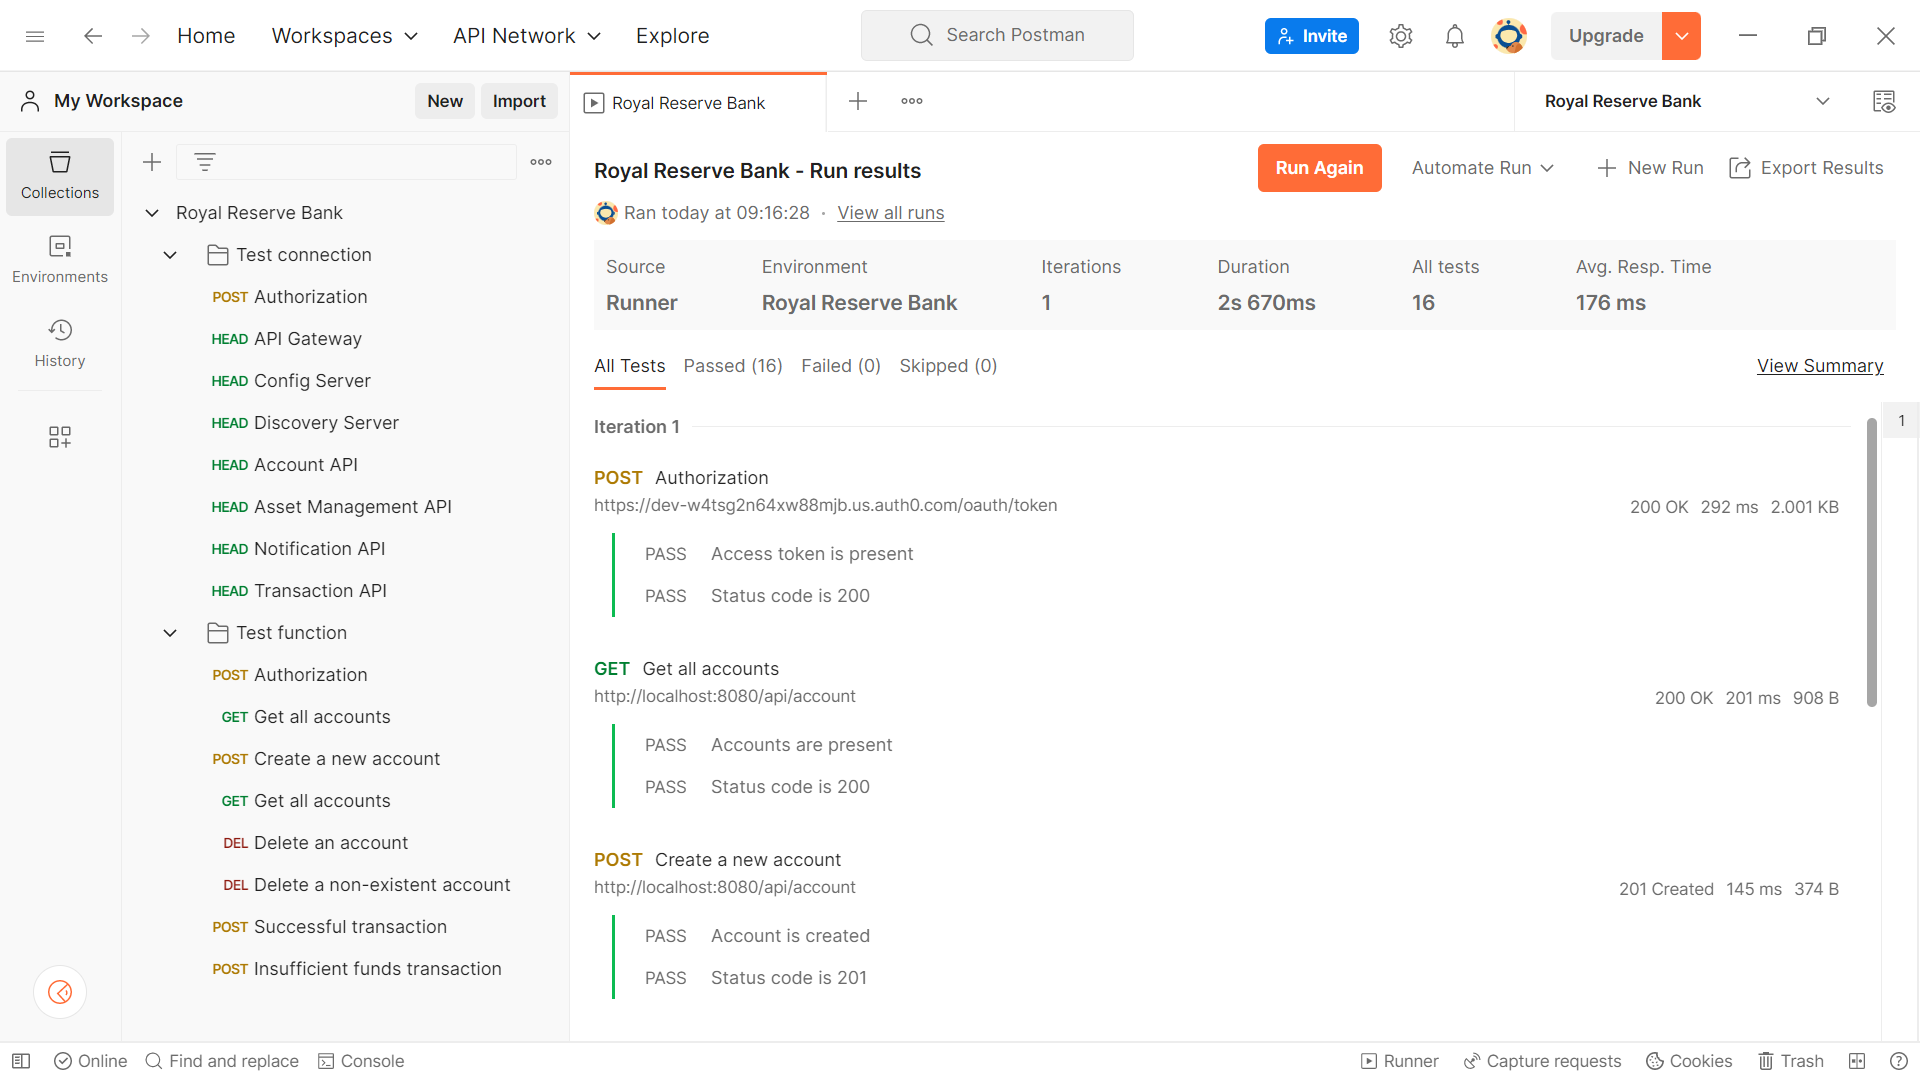 Home
Workspaces
API Network
Explore
Search Postman
Invite
Upgrade
My Workspace
New
Import
Royal Reserve Bank
Royal Reserve Bank
Collections
Environments
History
Royal Reserve Bank
Test connection
POST Authorization
HEAD API Gateway
HEAD Config Server
HEAD Discovery Server
HEAD Account API
HEAD Asset Management API
HEAD Notification API
HEAD Transaction API
Test function
POST Authorization
GET Get all accounts
POST Create a new account
GET Get all accounts
DEL Delete an account
DEL Delete a non-existent account
POST Successful transaction
POST Insufficient funds transaction
Royal Reserve Bank - Run results
Run Again
Automate Run
New Run
Export Results
Ran today at 09:16:28 · View all runs
Source Environment Iterations Duration All tests Avg. Resp. Time
Runner Royal Reserve Bank 1 2s 670ms 16 176 ms
All Tests Passed (16) Failed (0) Skipped (0) View Summary
Iteration 1
1
POST Authorization
https://dev-w4tsg2n64xw88mjb.us.auth0.com/oauth/token
200 OK 292 ms 2.001 KB
PASS Access token is present
PASS Status code is 200
GET Get all accounts
http://localhost:8080/api/account
200 OK 201 ms 908 B
PASS Accounts are present
PASS Status code is 200
POST Create a new account
http://localhost:8080/api/account
201 Created 145 ms 374 B
PASS Account is created
PASS Status code is 201
Online
Find and replace
Console
Runner
Capture requests
Cookies
Trash